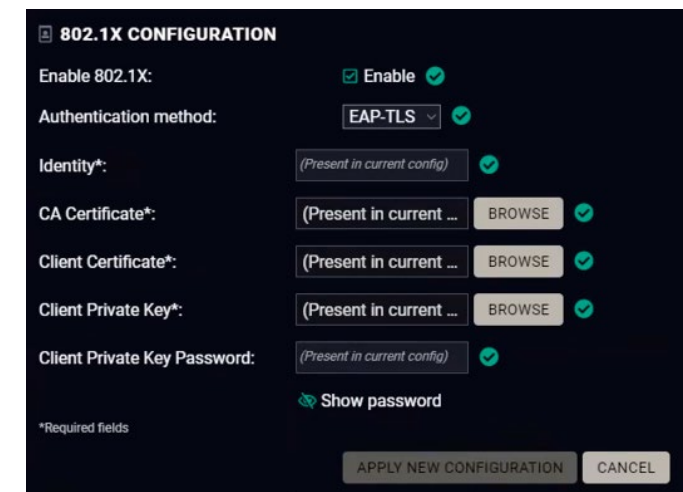 802.1X CONFIGURATION
Enable 802.1X: Enable
Authentication method: EAP-TLS
Identity*: (Present in current config)
CA Certificate*: (Present in current ... BROWSE
Client Certificate*: (Present in current ... BROWSE
Client Private Key*: (Present in current ... BROWSE
Client Private Key Password: (Present in current config)
Show password
*Required fields
APPLY NEW CONFIGURATION CANCEL